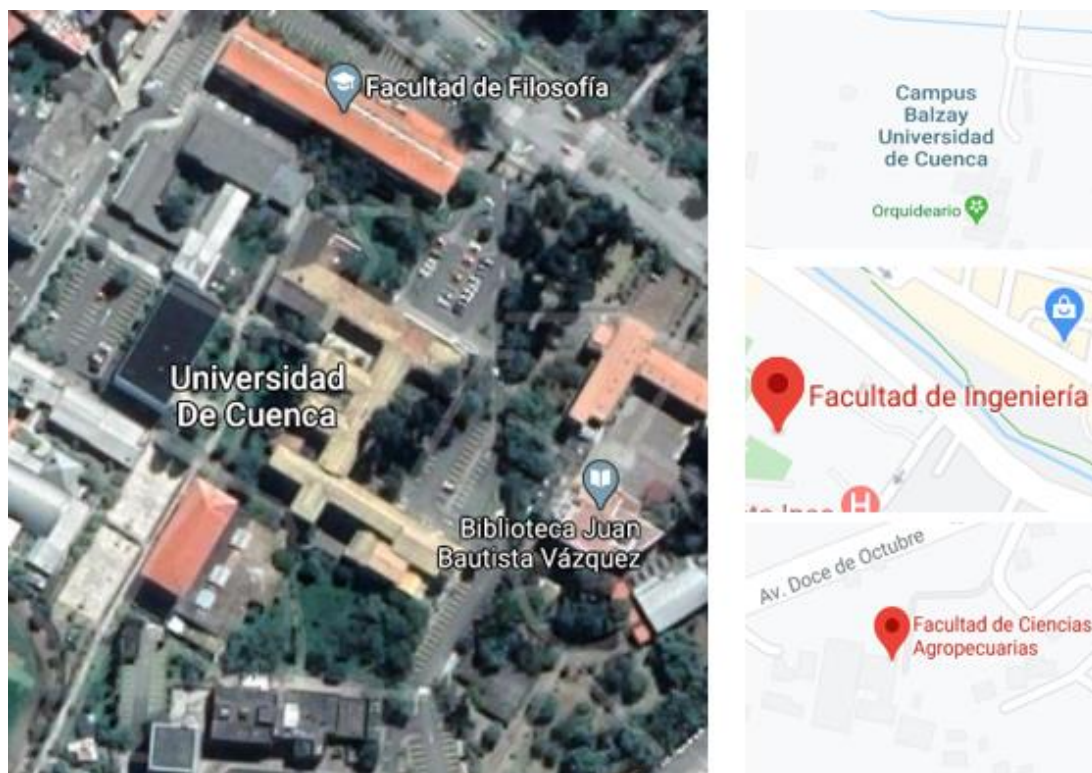 Facultad de Filosofía
Universidad
De Cuenca
Biblioteca Juan
Bautista Vázquez
Campus
Balzay
Universidad
de Cuenca
Orquideario
Facultad de Ingeniería
H
Av. Doce de Octubre
Facultad de Ciencias
Agropecuarias